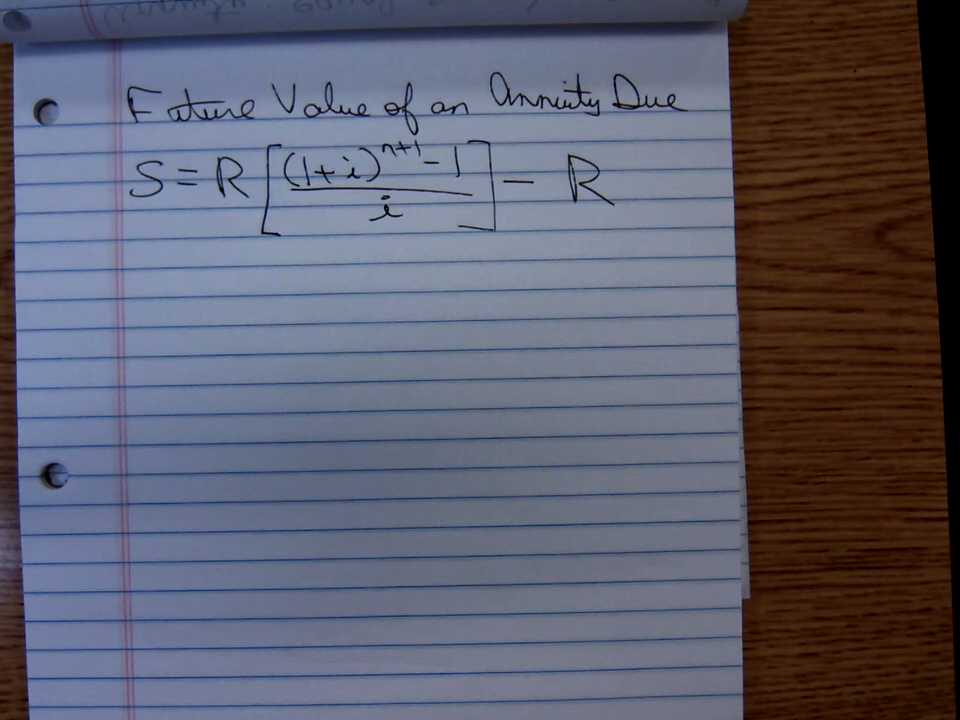 Future Value of an Annuity Due
S = R [ ((1+i)^(n+1) - 1) / i ] - R